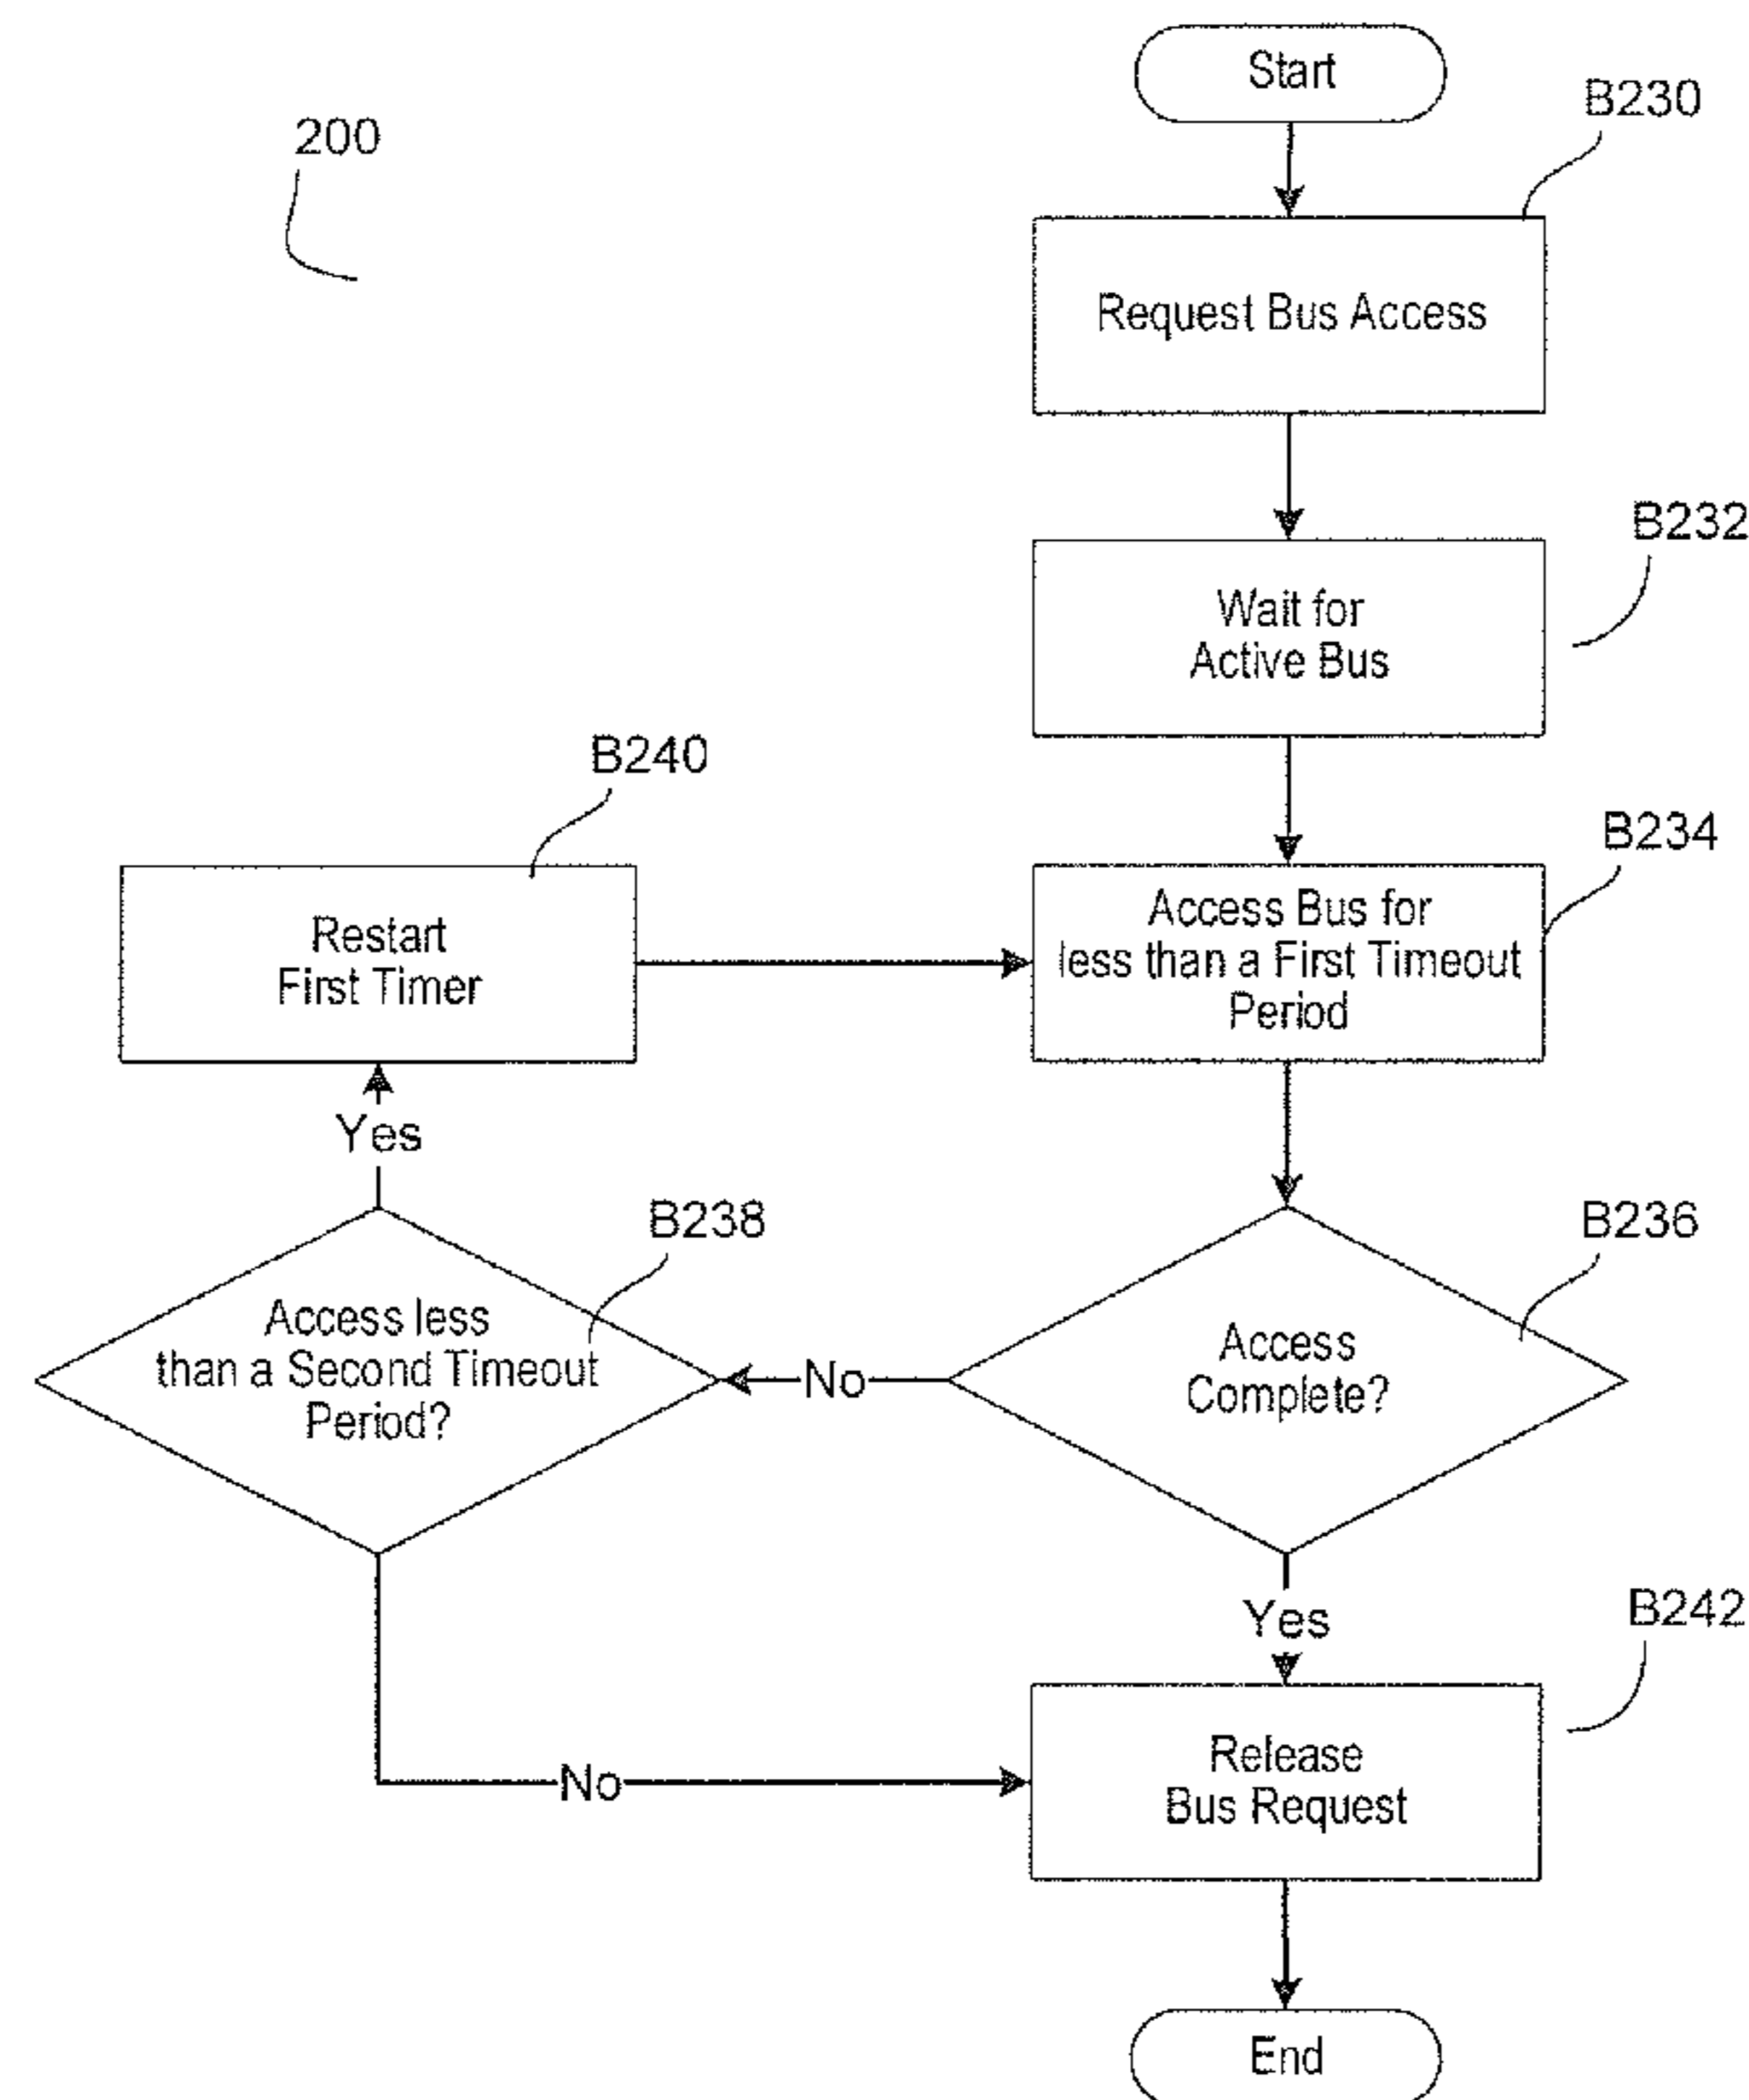 Start
B230
200
Request Bus Access
B232
Wait for
Active Bus
B240
B234
Restart
First Timer
Access Bus for
less than a First Timeout
Period
Yes
B238
B236
Access less
than a Second Timeout
Period?
No
Access
Complete?
Yes
B242
No
Release
Bus Request
End